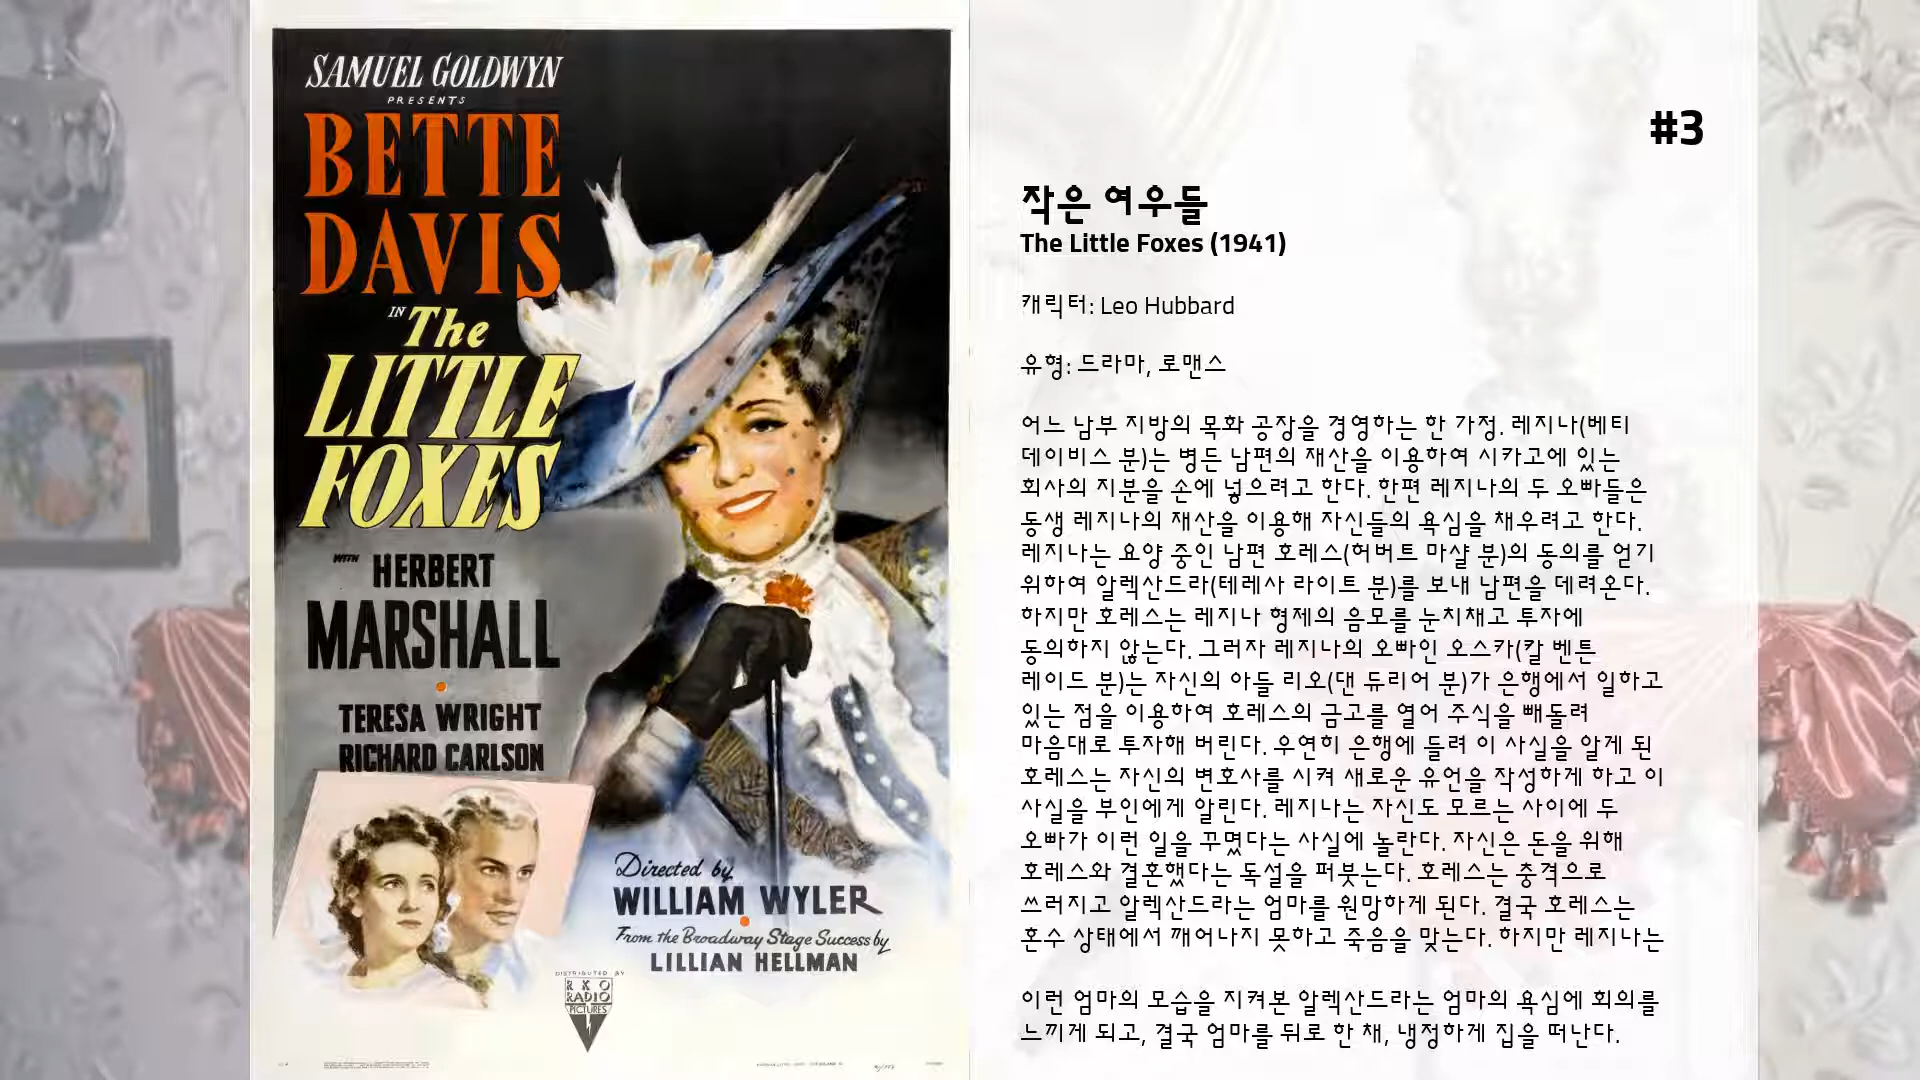 SAMUEL GOLDWYN
PRESENTS
BETTE
DAVIS
IN The
LITTLE
FOXES
WITH HERBERT
MARSHALL
TERESA WRIGHT
RICHARD CARLSON
Directed by
WILLIAM WYLER
From the Broadway Stage Success by
LILLIAN HELLMAN
DISTRIBUTED BY
RKO
RADIO
PICTURES
#3
작은 여우들
The Little Foxes (1941)
캐릭터: Leo Hubbard
유형: 드라마, 로맨스
어느 남부 지방의 목화 공장을 경영하는 한 가정. 레지나(베티
데이비스 분)는 병든 남편의 재산을 이용하여 시카고에 있는
회사의 지분을 손에 넣으려고 한다. 한편 레지나의 두 오빠들은
동생 레지나의 재산을 이용해 자신들의 욕심을 채우려고 한다.
레지나는 요양 중인 남편 호레스(허버트 마샬 분)의 동의를 얻기
위하여 알렉산드라(테레사 라이트 분)를 보내 남편을 데려온다.
하지만 호레스는 레지나 형제의 음모를 눈치채고 투자에
동의하지 않는다. 그러자 레지나의 오빠인 오스카(칼 벤튼
레이드 분)는 자신의 아들 리오(댄 듀리어 분)가 은행에서 일하고
있는 점을 이용하여 호레스의 금고를 열어 주식을 빼돌려
마음대로 투자해 버린다. 우연히 은행에 들려 이 사실을 알게 된
호레스는 자신의 변호사를 시켜 새로운 유언을 작성하게 하고 이
사실을 부인에게 알린다. 레지나는 자신도 모르는 사이에 두
오빠가 이런 일을 꾸몄다는 사실에 놀란다. 자신은 돈을 위해
호레스와 결혼했다는 독설을 퍼붓는다. 호레스는 충격으로
쓰러지고 알렉산드라는 엄마를 원망하게 된다. 결국 호레스는
혼수 상태에서 깨어나지 못하고 죽음을 맞는다. 하지만 레지나는
이런 엄마의 모습을 지켜본 알렉산드라는 엄마의 욕심에 회의를
느끼게 되고, 결국 엄마를 뒤로 한 채, 냉정하게 집을 떠난다.